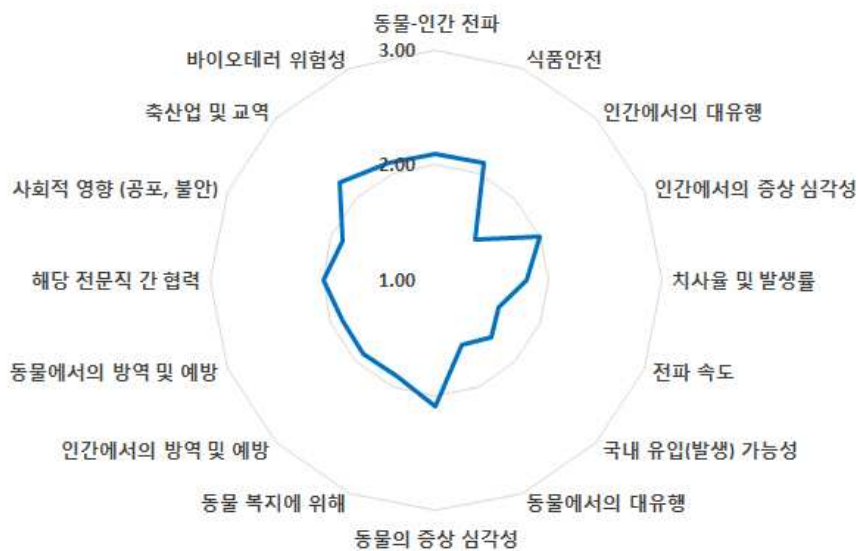 동물-인간 전파
3.00
바이오테러 위험성
식품안전
축산업 및 교역
인간에서의 대유행
2.00
사회적 영향 (공포, 불안)
인간에서의 증상 심각성
해당 전문직 간 협력
1.00
치사율 및 발생률
동물에서의 방역 및 예방
전파 속도
인간에서의 방역 및 예방
국내 유입(발생) 가능성
동물 복지에 위해
동물에서의 대유행
동물의 증상 심각성